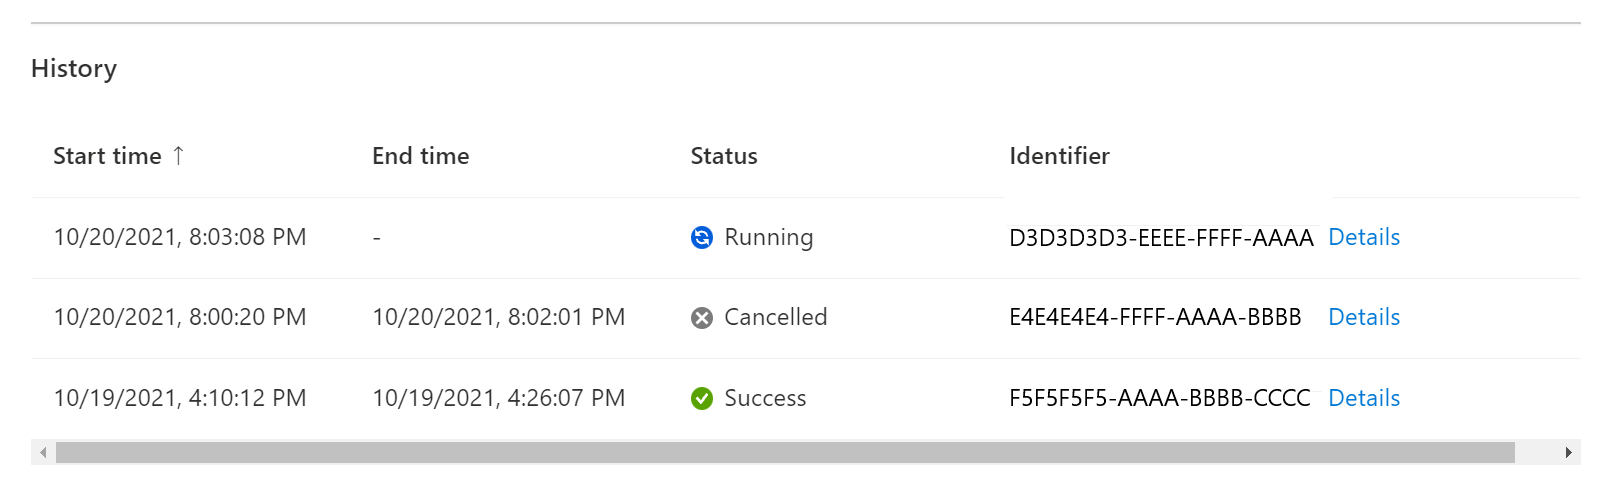 History
Start time ↑ End time Status Identifier
10/20/2021, 8:03:08 PM - Running D3D3D3D3-EEEE-FFFF-AAAA Details
10/20/2021, 8:00:20 PM 10/20/2021, 8:02:01 PM Cancelled E4E4E4E4-FFFF-AAAA-BBBB Details
10/19/2021, 4:10:12 PM 10/19/2021, 4:26:07 PM Success F5F5F5F5-AAAA-BBBB-CCCC Details